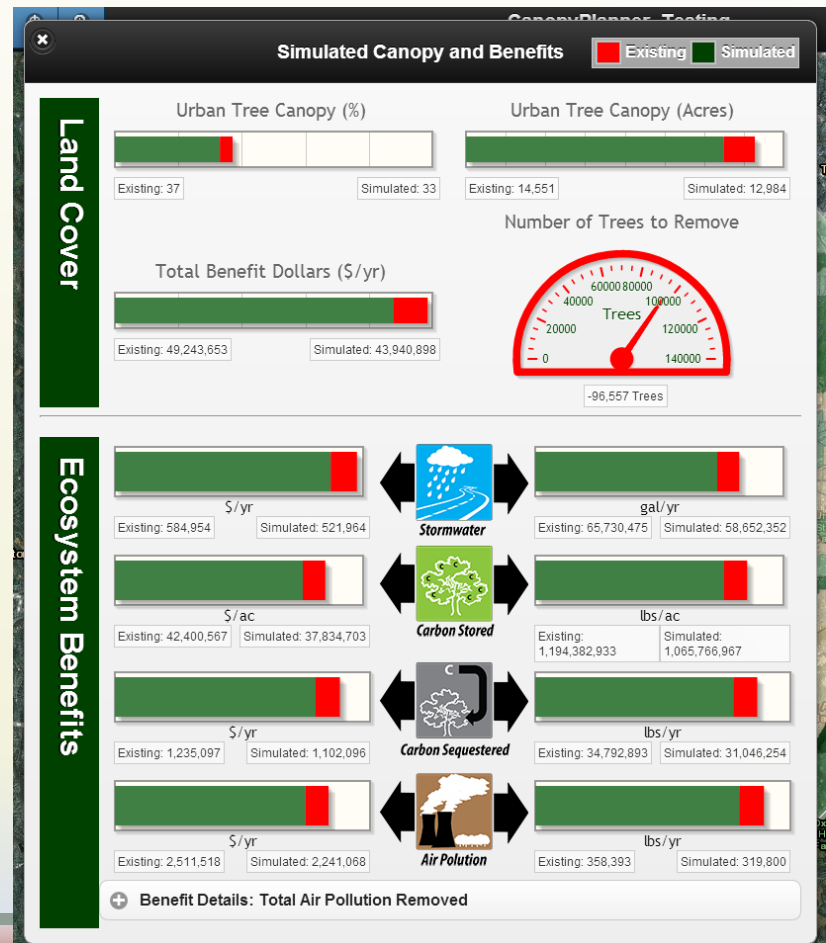 CanopyPlanner Testing
Simulated Canopy and Benefits
Existing
Simulated
Land Cover
Urban Tree Canopy (%)
Existing: 37
Simulated: 33
Urban Tree Canopy (Acres)
Existing: 14,551
Simulated: 12,984
Total Benefit Dollars ($/yr)
Existing: 49,243,653
Simulated: 43,940,898
Number of Trees to Remove
0
20000
40000
60000
80000
100000
120000
140000
Trees
-96,557 Trees
Ecosystem Benefits
$/yr
Existing: 584,954
Simulated: 521,964
Stormwater
gal/yr
Existing: 65,730,475
Simulated: 58,652,352
$/ac
Existing: 42,400,567
Simulated: 37,834,703
C C C C C
Carbon Stored
lbs/ac
Existing:
1,194,382,933
Simulated:
1,065,766,967
$/yr
Existing: 1,235,097
Simulated: 1,102,096
C
Carbon Sequestered
lbs/yr
Existing: 34,792,893
Simulated: 31,046,254
$/yr
Existing: 2,511,518
Simulated: 2,241,068
Air Polution
lbs/yr
Existing: 358,393
Simulated: 319,800
Benefit Details: Total Air Pollution Removed